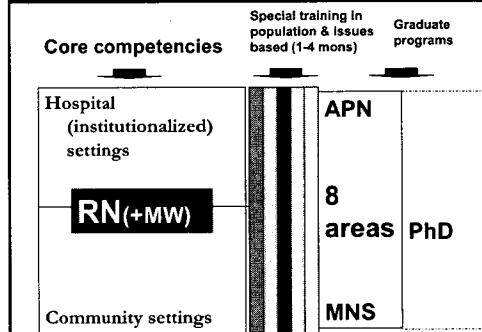 Core competencies
Special training in
population & issues
based (1-4 mons)
Graduate
programs
Hospital
(institutionalized)
settings
RN(+MW)
Community settings
APN
8
areas
MNS
PhD